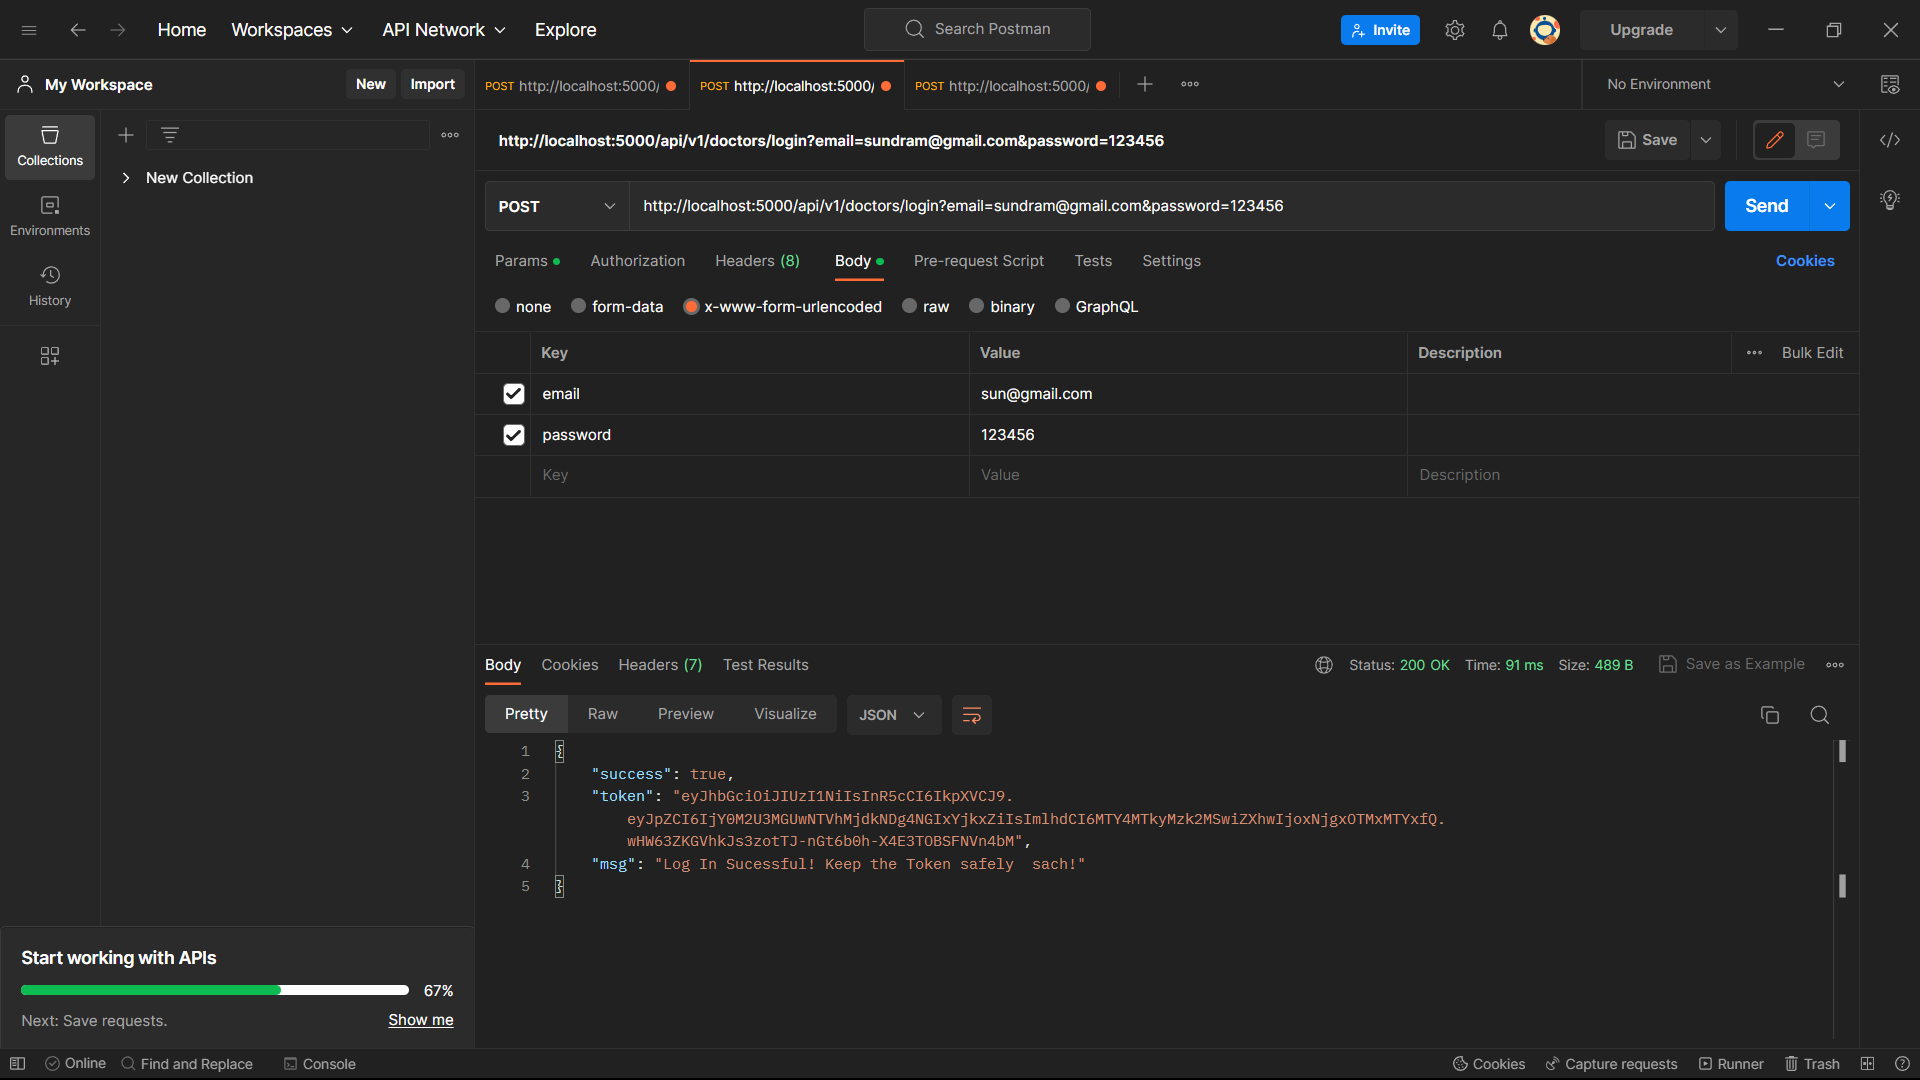 Home
Workspaces
API Network
Explore
Search Postman
Invite
Upgrade
My Workspace
New
Import
POST http://localhost:5000/
POST http://localhost:5000/
POST http://localhost:5000/
No Environment
Collections
Environments
History
New Collection
http://localhost:5000/api/v1/doctors/login?email=sundram@gmail.com&password=123456
Save
POST
http://localhost:5000/api/v1/doctors/login?email=sundram@gmail.com&password=123456
Send
Params
Authorization
Headers (8)
Body
Pre-request Script
Tests
Settings
Cookies
none
form-data
x-www-form-urlencoded
raw
binary
GraphQL
Key
Value
Description
Bulk Edit
email
sun@gmail.com
password
123456
Key
Value
Description
Body
Cookies
Headers (7)
Test Results
Status: 200 OK
Time: 91 ms
Size: 489 B
Save as Example
Pretty
Raw
Preview
Visualize
JSON
1 {
2 "success": true,
3 "token": "eyJhbGciOiJIUzI1NiIsInR5cCI6IkpXVCJ9.
eyJpZCI6IjY0M2U3MGUwNTVhMjdkNDg4NGIxYjkxZiIsImlhdCI6MTY4MTkyMzk2MSwiZXhwIjoxNjgxOTMxMTYxfQ.
wHW63ZKGVhkJs3zotTJ-nGt6b0h-X4E3TOBSFNVn4bM",
4 "msg": "Log In Sucessful! Keep the Token safely  sach!"
5 }
Start working with APIs
67%
Next: Save requests.
Show me
Online
Find and Replace
Console
Cookies
Capture requests
Runner
Trash